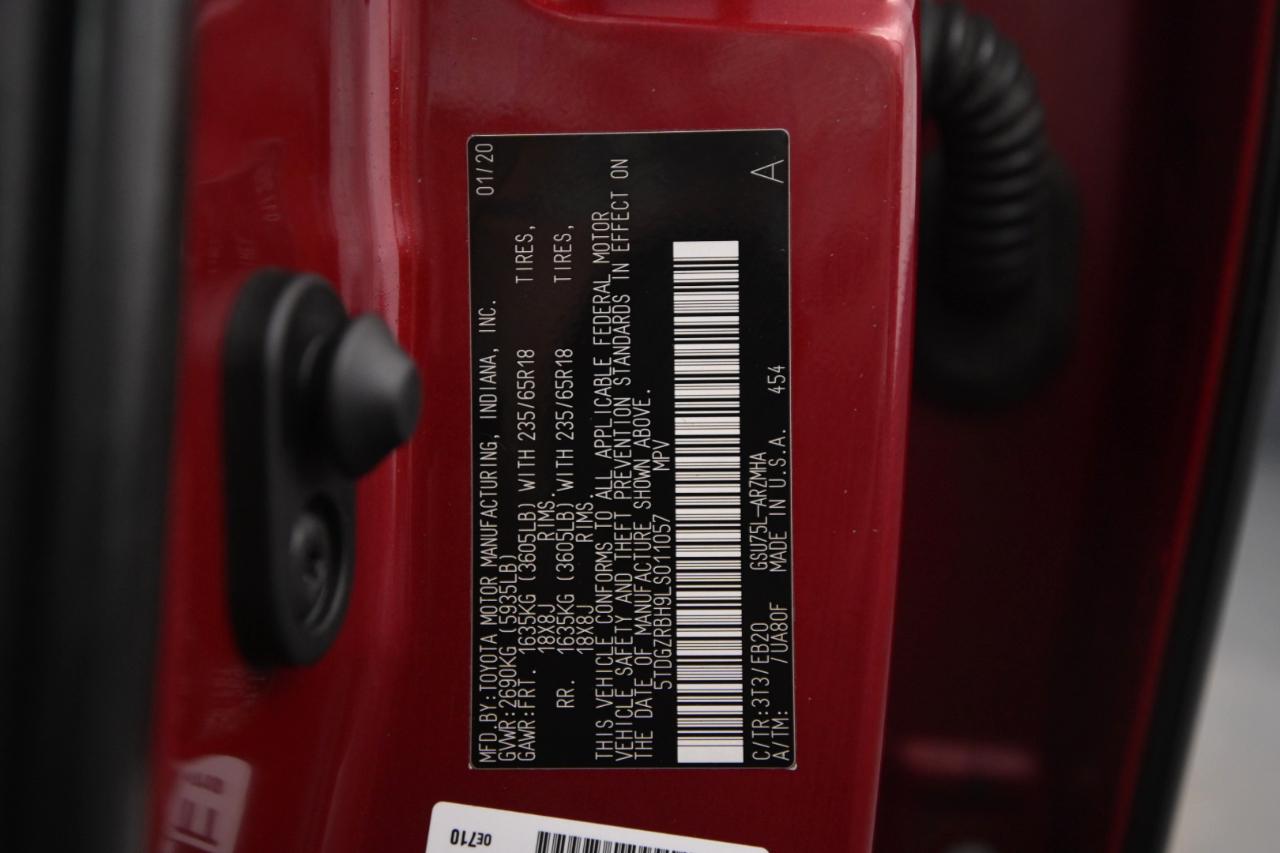 MFD.BY:TOYOTA MOTOR MANUFACTURING, INDIANA, INC. 01/20
GVWR:2690KG (5935LB)
GAWR:FRT. 1635KG (3605LB) WITH 235/65R18 TIRES,
18X8J RIMS.
RR. 1635KG (3605LB) WITH 235/65R18 TIRES,
18X8J RIMS.
THIS VEHICLE CONFORMS TO ALL APPLICABLE FEDERAL MOTOR
VEHICLE SAFETY AND THEFT PREVENTION STANDARDS IN EFFECT ON
THE DATE OF MANUFACTURE SHOWN ABOVE.
5TDGZRBH9LS011057 MPV
C/TR:3T3/EB20 GSU75L-ARZMHA A
A/TM: /UA80F MADE IN U.S.A. 454
0E710